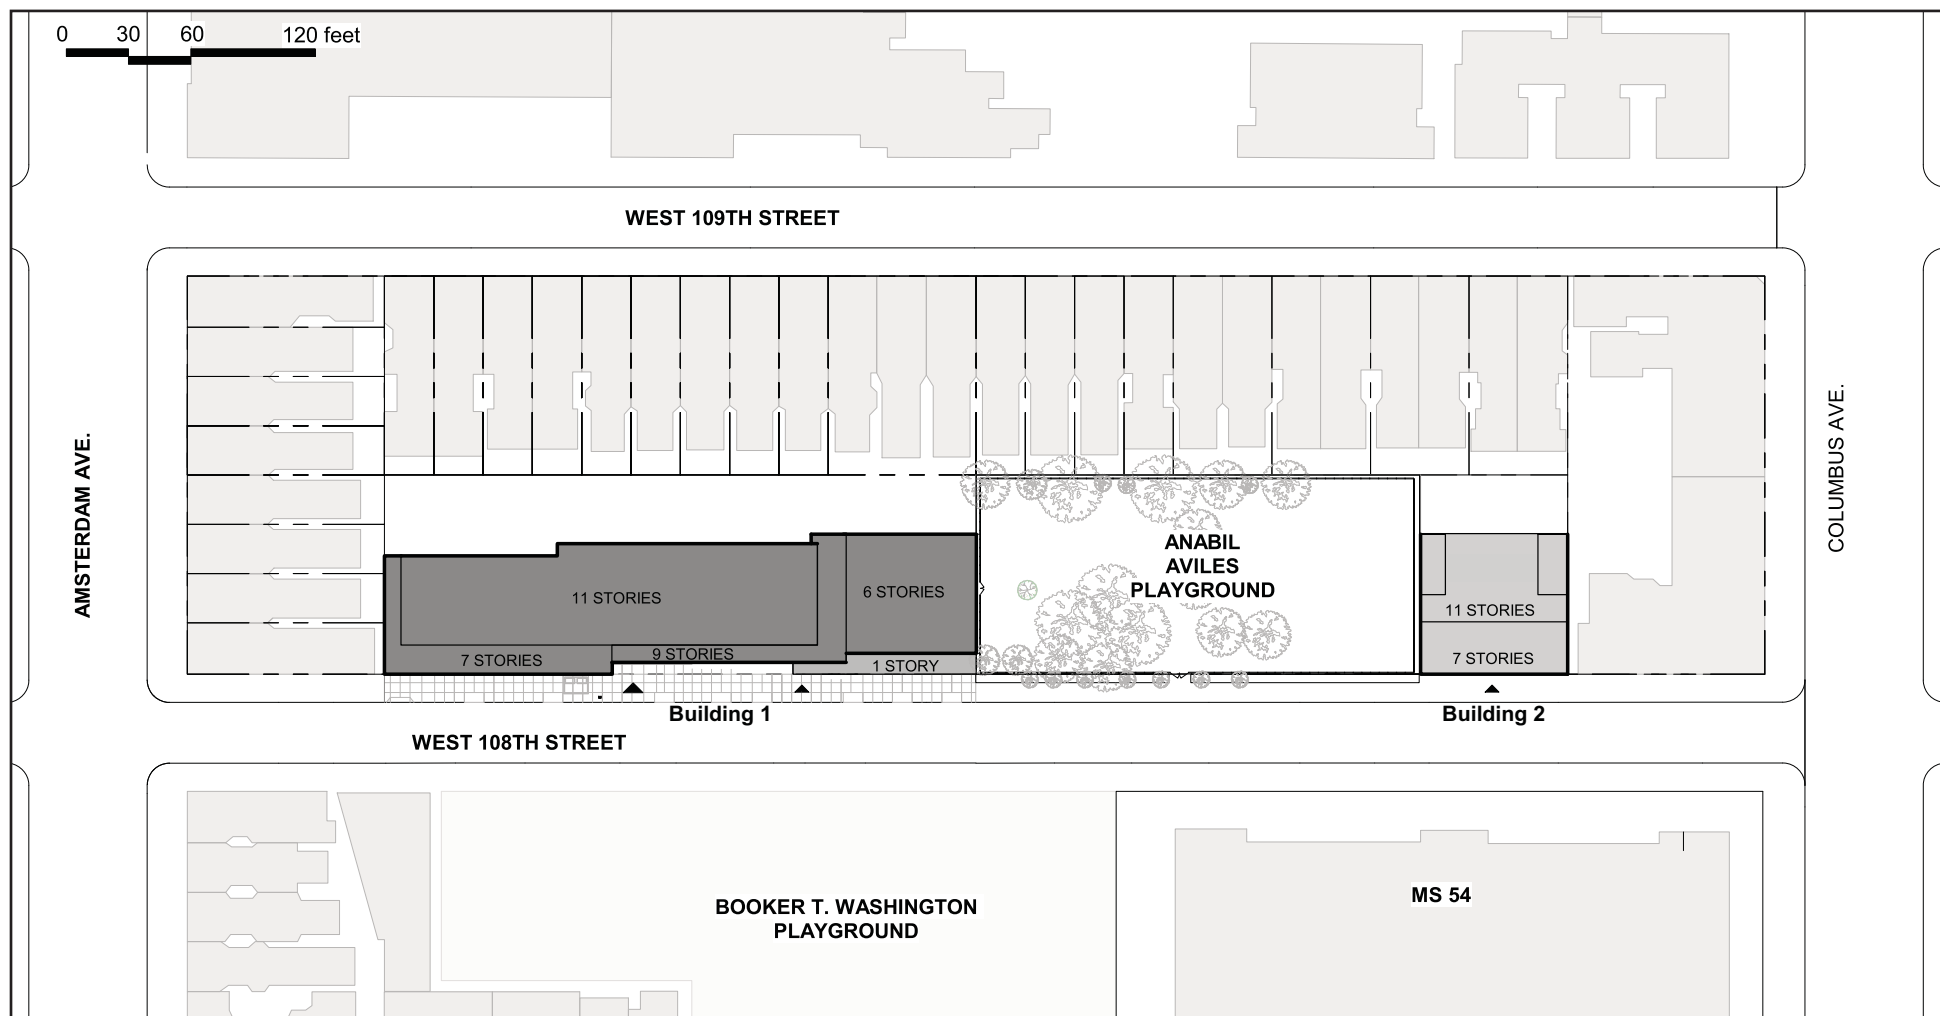 0 30 60 120 feet
WEST 109TH STREET
AMSTERDAM AVE.
COLUMBUS AVE.
ANABIL
AVILES
PLAYGROUND
11 STORIES
6 STORIES
7 STORIES
9 STORIES
1 STORY
11 STORIES
7 STORIES
Building 1
Building 2
WEST 108TH STREET
BOOKER T. WASHINGTON
PLAYGROUND
MS 54